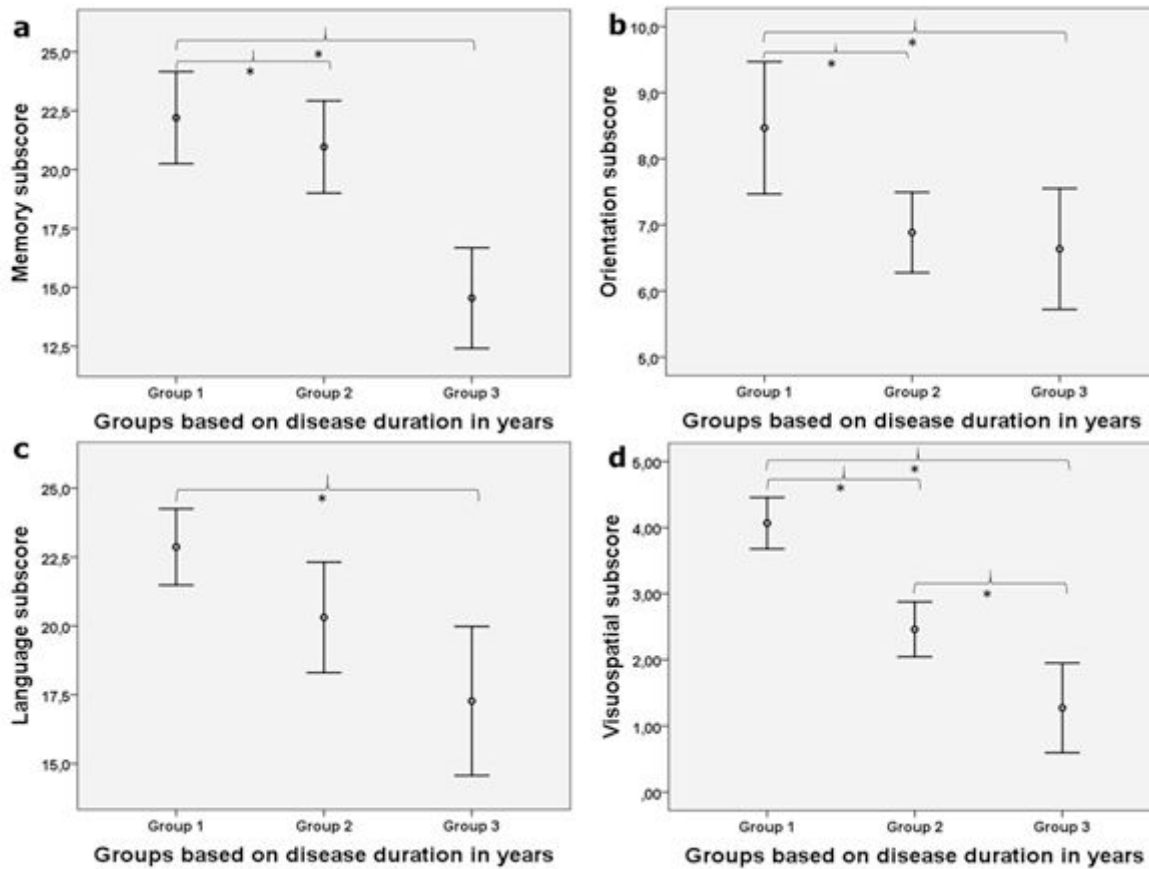 a
Memory subscore
25,0
22,5
20,0
17,5
15,0
12,5
*
*
Group 1 Group 2 Group 3
Groups based on disease duration in years
b
Orientation subscore
10,0
9,0
8,0
7,0
6,0
5,0
*
*
Group 1 Group 2 Group 3
Groups based on disease duration in years
c
Language subscore
25,0
22,5
20,0
17,5
15,0
*
Group 1 Group 2 Group 3
Groups based on disease duration in years
d
Visuospatial subscore
5,00
4,00
3,00
2,00
1,00
,00
*
*
*
Group 1 Group 2 Group 3
Groups based on disease duration in years